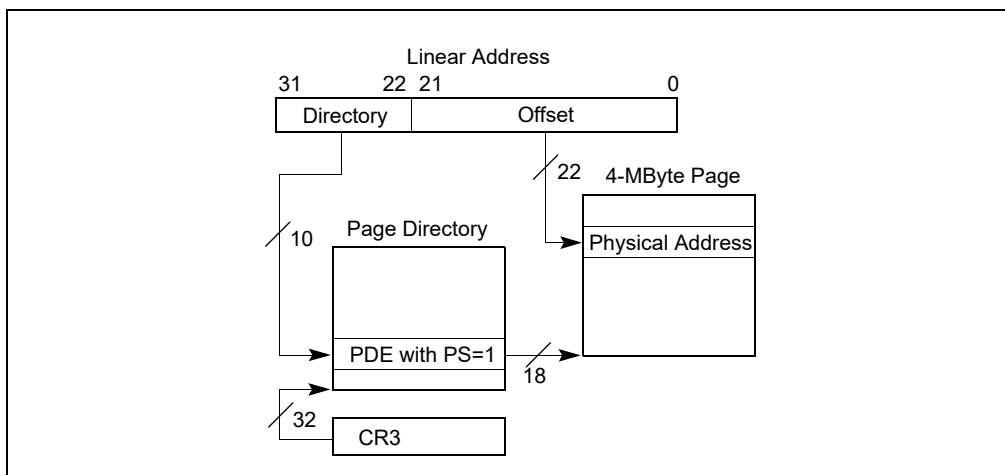 Linear Address
31 22 21 0
Directory Offset
22 4-MByte Page
10 Page Directory Physical Address
PDE with PS=1
18
32 CR3